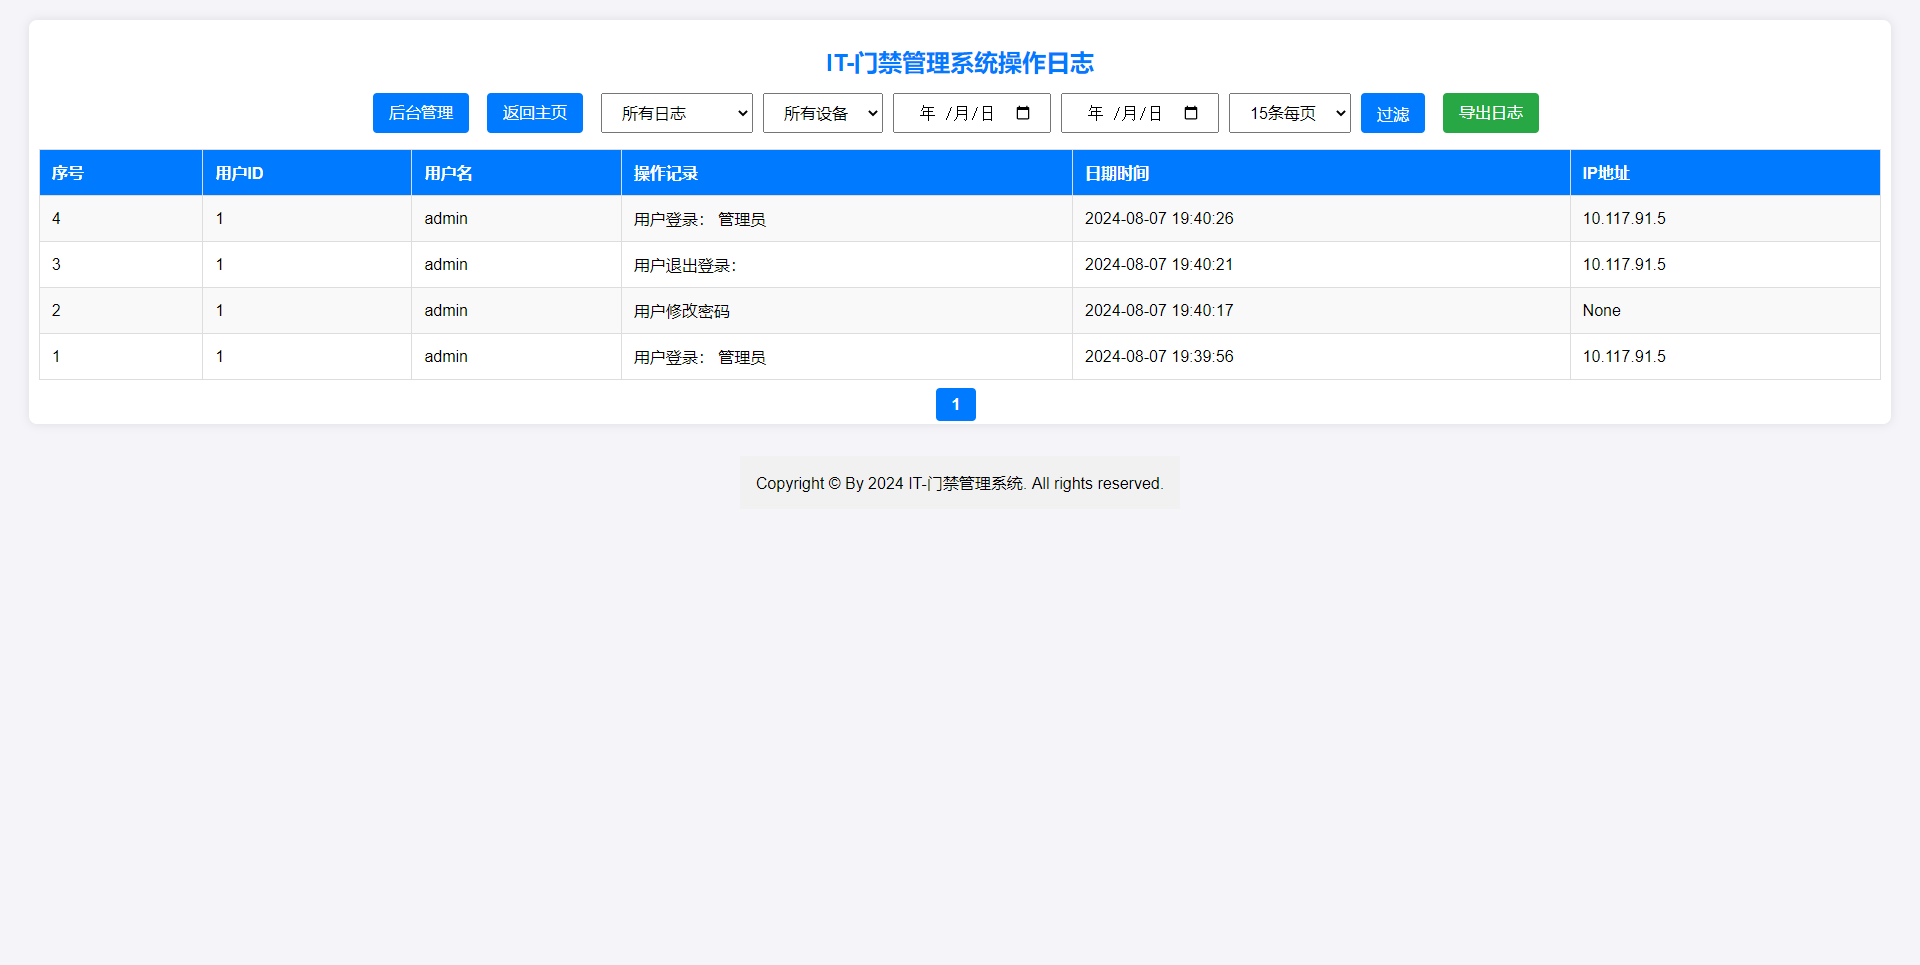 IT-门禁管理系统操作日志
后台管理 返回主页 所有日志 所有设备 年 /月/日 年 /月/日 15条每页 过滤 导出日志
序号 用户ID 用户名 操作记录 日期时间 IP地址
4 1 admin 用户登录： 管理员 2024-08-07 19:40:26 10.117.91.5
3 1 admin 用户退出登录： 2024-08-07 19:40:21 10.117.91.5
2 1 admin 用户修改密码 2024-08-07 19:40:17 None
1 1 admin 用户登录： 管理员 2024-08-07 19:39:56 10.117.91.5
1
Copyright © By 2024 IT-门禁管理系统. All rights reserved.